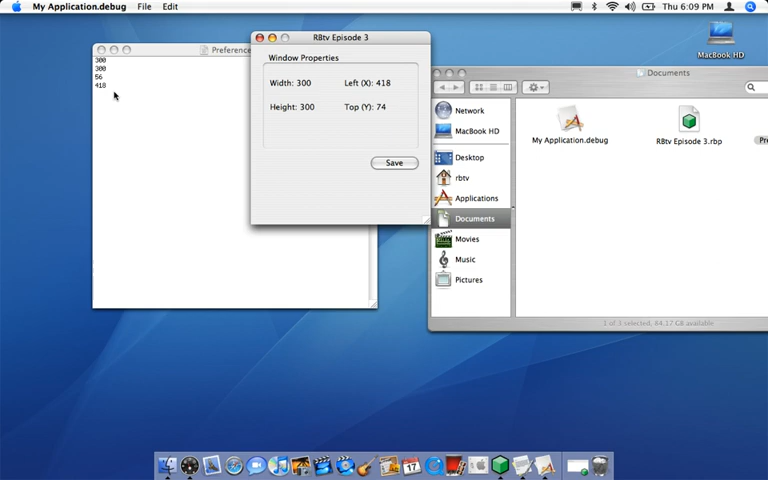 My Application.debug File Edit Thu 6:09 PM
MacBook HD
Preference
300
300
56
418
RBtv Episode 3
Window Properties
Width: 300 Left (X): 418
Height: 300 Top (Y): 74
Save
Documents
Network
MacBook HD
Desktop
rbtv
Applications
Documents
Movies
Music
Pictures
My Application.debug
RBtv Episode 3.rbp
Pre
1 of 3 selected, 84.17 GB available
17